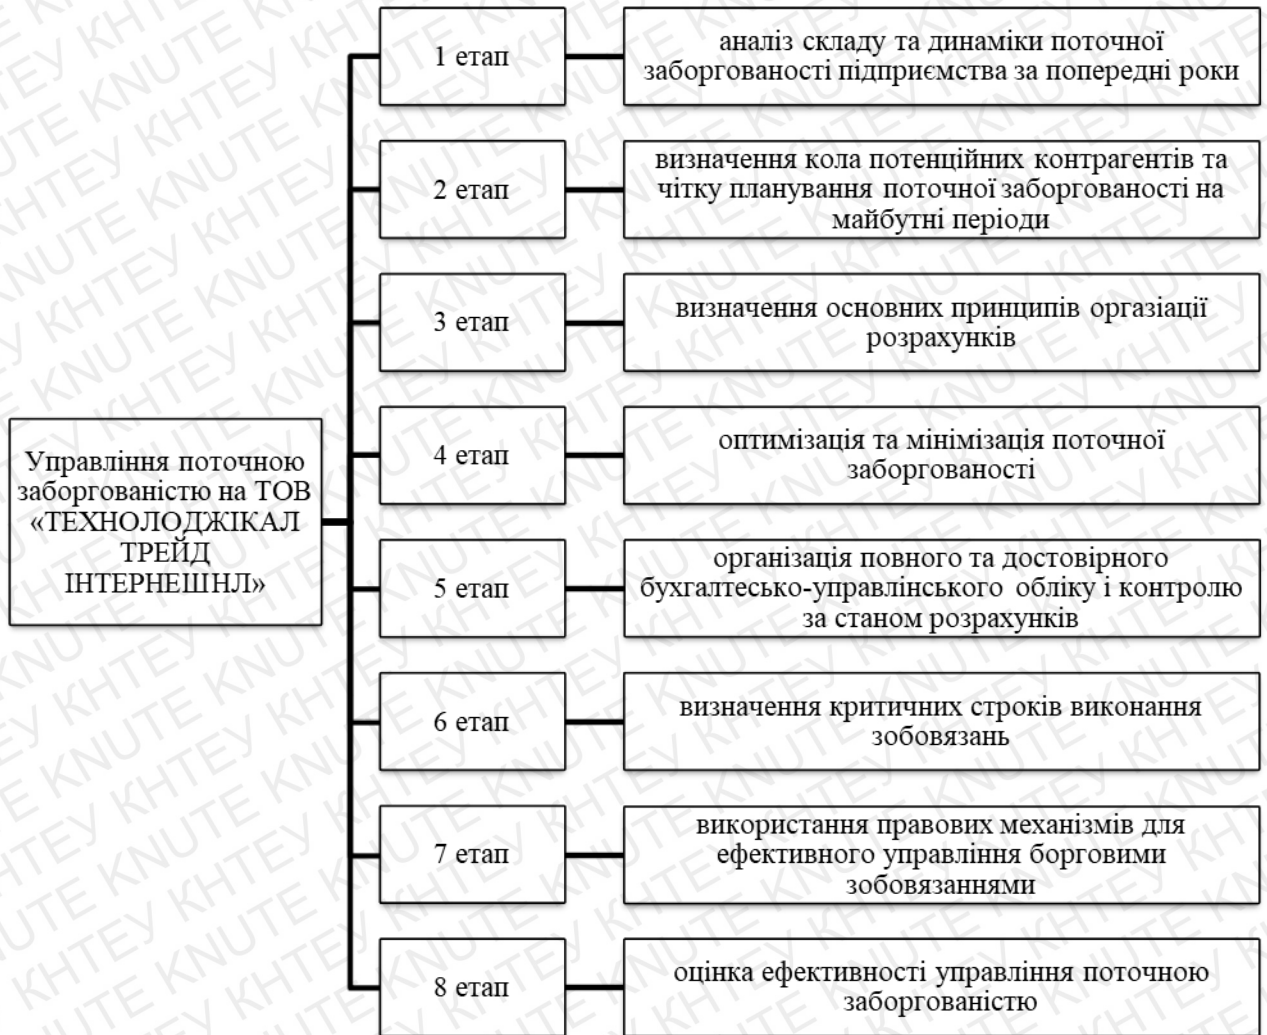 Управління поточною
заборгованістю на ТОВ
«ТЕХНОЛОДЖІКАЛ
ТРЕЙД
ІНТЕРНЕШНЛ»
1 етап
аналіз складу та динаміки поточної
заборгованості підприємства за попередні роки
2 етап
визначення кола потенційних контрагентів та
чітку планування поточної заборгованості на
майбутні періоди
3 етап
визначення основних принципів оргазіації
розрахунків
4 етап
оптимізація та мінімізація поточної
заборгованості
5 етап
організація повного та достовірного
бухгалтесько-управлінського обліку і контролю
за станом розрахунків
6 етап
визначення критичних строків виконання
зобовязань
7 етап
використання правових механізмів для
ефективного управління борговими
зобовязаннями
8 етап
оцінка ефективності управління поточною
заборгованістю